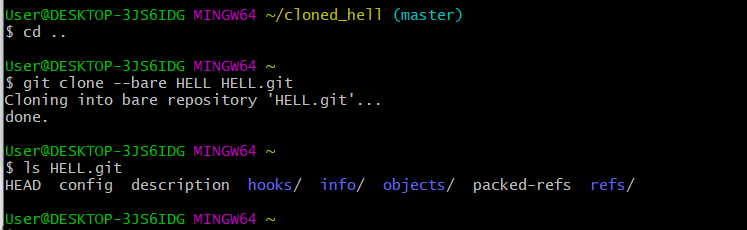 User@DESKTOP-3JS6IDG MINGW64 ~/cloned_hell (master)
$ cd ..
User@DESKTOP-3JS6IDG MINGW64 ~
$ git clone --bare HELL HELL.git
Cloning into bare repository 'HELL.git'...
done.
User@DESKTOP-3JS6IDG MINGW64 ~
$ ls HELL.git
HEAD  config  description  hooks/  info/  objects/  packed-refs  refs/
User@DESKTOP-3JS6IDG MINGW64 ~